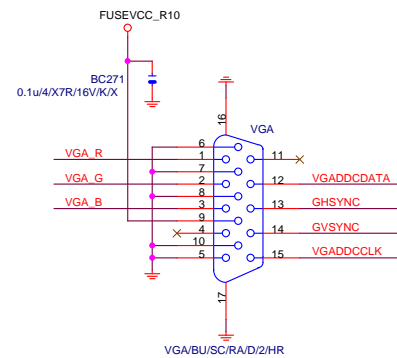 FUSEVCC_R10
BC271
0.1u/4/X7R/16V/K/X
16
VGA
6
VGA_R
1
11
7
VGA_G
2
12
VGADDCDATA
8
VGA_B
3
13
GHSYNC
9
4
14
GVSYNC
10
5
15
VGADDCCLK
17
VGA/BU/SC/RA/D/2/HR